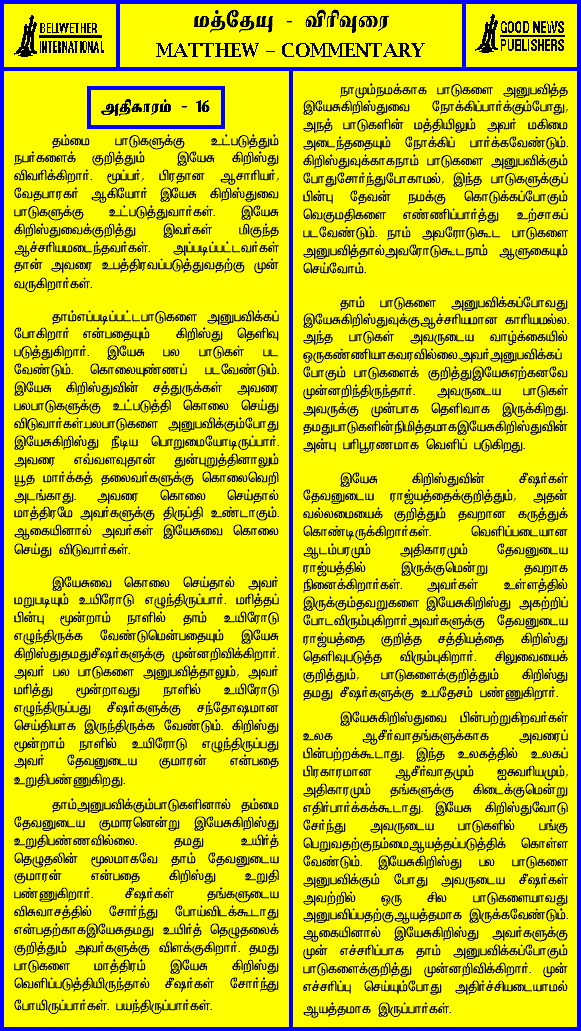 BELIWETHER
INTERNATIONAL
மத்தேயு - விரிவுரை
MATTHEW – COMMENTARY
GOOD NEWS
PUBLISHERS
அதிகாரம் - 16
தம்மை பாடுகளுக்கு உட்படுத்தும்
நபர்களைக் குறித்தும் இயேசு கிறிஸ்து
விவரிக்கிறார். மூப்பர், பிரதான ஆசாரியர்,
வேதபாரகர் ஆகியோர் இயேசு கிறிஸ்துவை
பாடுகளுக்கு உட்படுத்துவார்கள். இயேசு
கிறிஸ்துவைக்குறித்து இவர்கள் மிகுந்த
ஆச்சரியமடைந்தவர்கள். அப்படிப்பட்டவர்கள்
தான் அவரை உபத்திரவப்படுத்துவதற்கு முன்
வருகிறார்கள்.
தாம்எப்படிப்பட்டபாடுகளை அனுபவிக்கப்
போகிறார் என்பதையும் கிறிஸ்து தெளிவு
படுத்துகிறார். இயேசு பல பாடுகள் பட
வேண்டும். கொலையுண்ணப் படவேண்டும்.
இயேசு கிறிஸ்துவின் சத்துருக்கள் அவரை
பலபாடுகளுக்கு உட்படுத்தி கொலை செய்து
விடுவார்கள்.பலபாடுகளை அனுபவிக்கும்போது
இயேசுகிறிஸ்து நீடிய பொறுமையோடிருப்பார்.
அவரை எவ்வளவுதான் துன்புறுத்தினாலும்
யூத மார்க்கத் தலைவர்களுக்கு கொலைவெறி
அடங்காது. அவரை கொலை செய்தால்
மாத்திரமே அவர்களுக்கு திருப்தி உண்டாகும்.
ஆகையினால் அவர்கள் இயேசுவை கொலை
செய்து விடுவார்கள்.
இயேசுவை கொலை செய்தால் அவர்
மறுபடியும் உயிரோடு எழுந்திருப்பார். மரித்தப்
பின்பு மூன்றாம் நாளில் தாம் உயிரோடு
எழுந்திருக்க வேண்டுமென்பதையும் இயேசு
கிறிஸ்துதமதுசீஷர்களுக்கு முன்னறிவிக்கிறார்.
அவர் பல பாடுகளை அனுபவித்தாலும், அவர்
மரித்து மூன்றாவது நாளில் உயிரோடு
எழுந்திருப்பது சீஷர்களுக்கு சந்தோஷமான
செய்தியாக இருந்திருக்க வேண்டும். கிறிஸ்து
மூன்றாம் நாளில் உயிரோடு எழுந்திருப்பது
அவர் தேவனுடைய குமாரன் என்பதை
உறுதிபண்ணுகிறது.
தாம்அனுபவிக்கும்பாடுகளினால் தம்மை
தேவனுடைய குமாரனென்று இயேசுகிறிஸ்து
உறுதிபண்ணவில்லை. தமது உயிர்த்
தெழுதலின் மூலமாகவே தாம் தேவனுடைய
குமாரன் என்பதை கிறிஸ்து உறுதி
பண்ணுகிறார். சீஷர்கள் தங்களுடைய
விசுவாசத்தில் சோர்ந்து போய்விடக்கூடாது
என்பதற்காகஇயேசுதமது உயிர்த் தெழுதலைக்
குறித்தும் அவர்களுக்கு விளக்குகிறார். தமது
பாடுகளை மாத்திரம் இயேசு கிறிஸ்து
வெளிப்படுத்தியிருந்தால் சீஷர்கள் சோர்ந்து
போயிருப்பார்கள். பயந்திருப்பார்கள்.
நாமும்நமக்காக பாடுகளை அனுபவித்த
இயேசுகிறிஸ்துவை நோக்கிப்பார்க்கும்போது,
அநத் பாடுகளின் மத்தியிலும் அவர் மகிமை
அடைந்ததையும் நோக்கிப் பார்க்கவேண்டும்.
கிறிஸ்துவுக்காகநாம் பாடுகளை அனுபவிக்கும்
போதுசோர்ந்துபோகாமல், இந்த பாடுகளுக்குப்
பின்பு தேவன் நமக்கு கொடுக்கப்போகும்
வெகுமதிகளை எண்ணிப்பார்த்து உற்சாகப்
படவேண்டும். நாம் அவரோடுகூட பாடுகளை
அனுபவித்தால்அவரோடுகூடநாம் ஆளுகையும்
செய்வோம்.
தாம் பாடுகளை அனுபவிக்கப்போவது
இயேசுகிறிஸ்துவுக்குஆச்சரியமான காரியமல்ல.
அந்த பாடுகள் அவருடைய வாழ்க்கையில்
ஒருகண்ணியாகவரவில்லை.அவர்அனுபவிக்கப்
போகும் பாடுகளைக் குறித்துஇயேசுஏற்கனவே
முன்னறிந்திருந்தார். அவருடைய பாடுகள்
அவருக்கு முன்பாக தெளிவாக இருக்கிறது.
தமதுபாடுகளின்நிமித்தமாகஇயேசுகிறிஸ்துவின்
அன்பு பரிபூரணமாக வெளிப் படுகிறது.
இயேசு கிறிஸ்துவின் சீஷர்கள்
தேவனுடைய ராஜ்யத்தைக்குறித்தும், அதன்
வல்லமையைக் குறித்தும் தவறான கருத்துக்
கொண்டிருக்கிறார்கள். வெளிப்படையான
ஆடம்பரமும் அதிகாரமும் தேவனுடைய
ராஜ்யத்தில் இருக்குமென்று தவறாக
நினைக்கிறார்கள். அவர்கள் உள்ளத்தில்
இருக்கும்தவறுகளை இயேசுகிறிஸ்து அகற்றிப்
போடவிரும்புகிறார்.அவர்களுக்கு தேவனுடைய
ராஜ்யத்தை குறித்த சத்தியத்தை கிறிஸ்து
தெளிவுபடுத்த விரும்புகிறார். சிலுவையைக்
குறித்தும், பாடுகளைக்குறித்தும் கிறிஸ்து
தமது சீஷர்களுக்கு உபதேசம் பண்ணுகிறார்.
இயேசுகிறிஸ்துவை பின்பற்றுகிறவர்கள்
உலக ஆசீர்வாதங்களுக்காக அவரைப்
பின்பற்றக்கூடாது. இந்த உலகத்தில் உலகப்
பிரகாரமான ஆசீர்வாதமும் ஐசுவரியமும்,
அதிகாரமும் தங்களுக்கு கிடைக்குமென்று
எதிர்பார்க்கக்கூடாது. இயேசு கிறிஸ்துவோடு
சேர்ந்து அவருடைய பாடுகளில் பங்கு
பெறுவதற்குநம்மைஆயத்தப்படுத்திக் கொள்ள
வேண்டும். இயேசுகிறிஸ்து பல பாடுகளை
அனுபவிக்கும் போது அவருடைய சீஷர்கள்
அவற்றில் ஒரு சில பாடுகளையாவது
அனுபவிப்பதற்குஆயத்தமாக இருக்கவேண்டும்.
ஆகையினால் இயேசுகிறிஸ்து அவர்களுக்கு
முன் எச்சரிப்பாக தாம் அனுபவிக்கப்போகும்
பாடுகளைக்குறித்து முன்னறிவிக்கிறார். முன்
எச்சரிப்பு செய்யும்போது அதிர்ச்சியடையாமல்
ஆயத்தமாக இருப்பார்கள்.